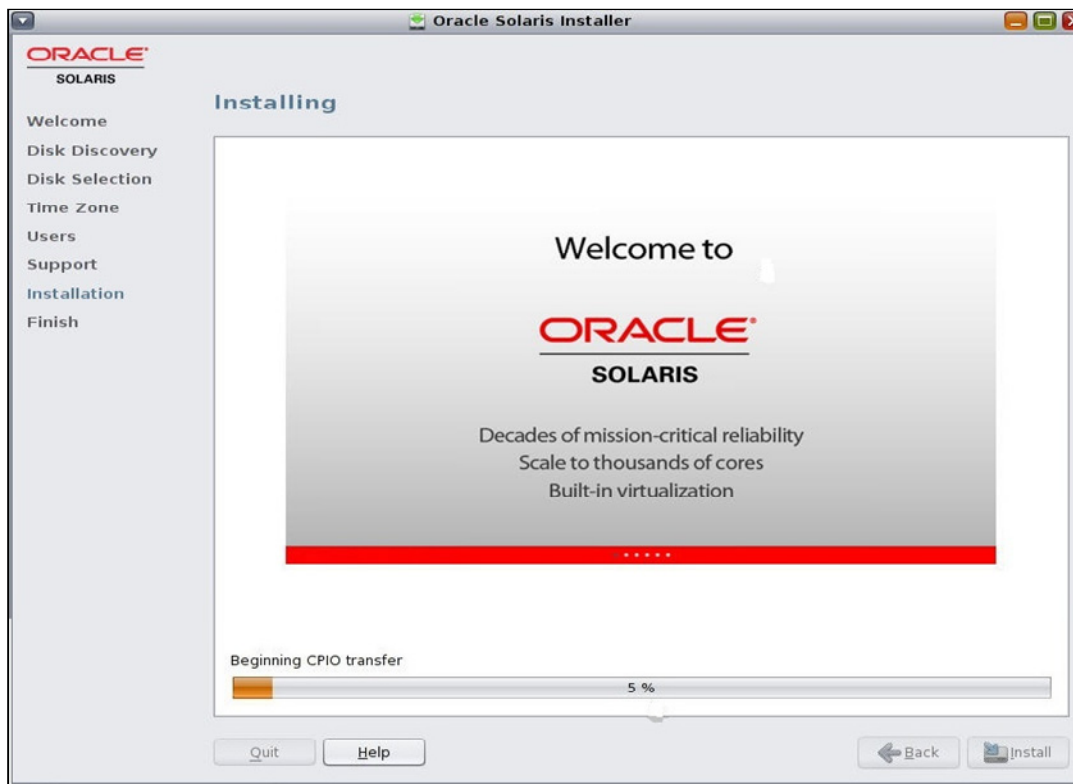 Oracle Solaris Installer
ORACLE®
SOLARIS
Welcome
Disk Discovery
Disk Selection
Time Zone
Users
Support
Installation
Finish
Installing
Welcome to
ORACLE®
SOLARIS
Decades of mission-critical reliability
Scale to thousands of cores
Built-in virtualization
Beginning CPIO transfer
5 %
Quit
Help
Back
Install